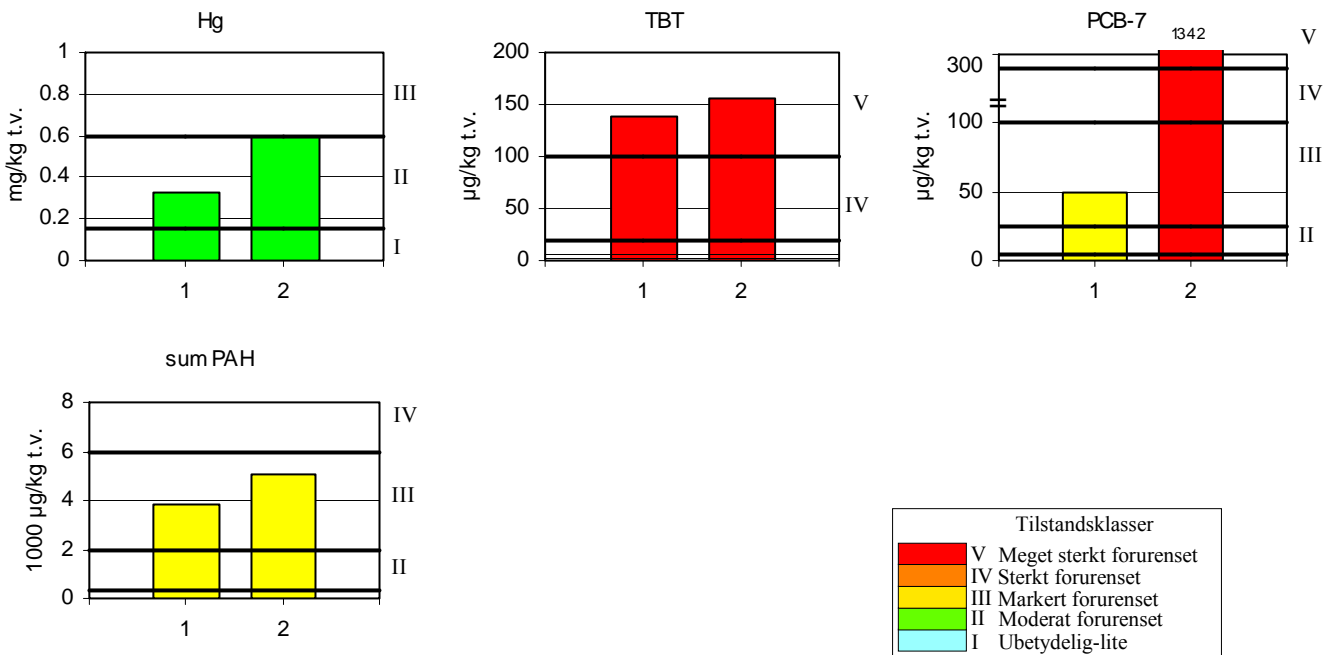 Hg
mg/kg t.v.
1
0.8
0.6
0.4
0.2
0
III
II
I
1 2
TBT
µg/kg t.v.
200
150
100
50
0
V
IV
1 2
PCB-7
1342
µg/kg t.v.
300
100
50
0
V
IV
III
II
1 2
sum PAH
1000 µg/kg t.v.
8
6
4
2
0
IV
III
II
1 2
Tilstandsklasser
V Meget sterkt forurenset
IV Sterkt forurenset
III Markert forurenset
II Moderat forurenset
I Ubetydelig-lite